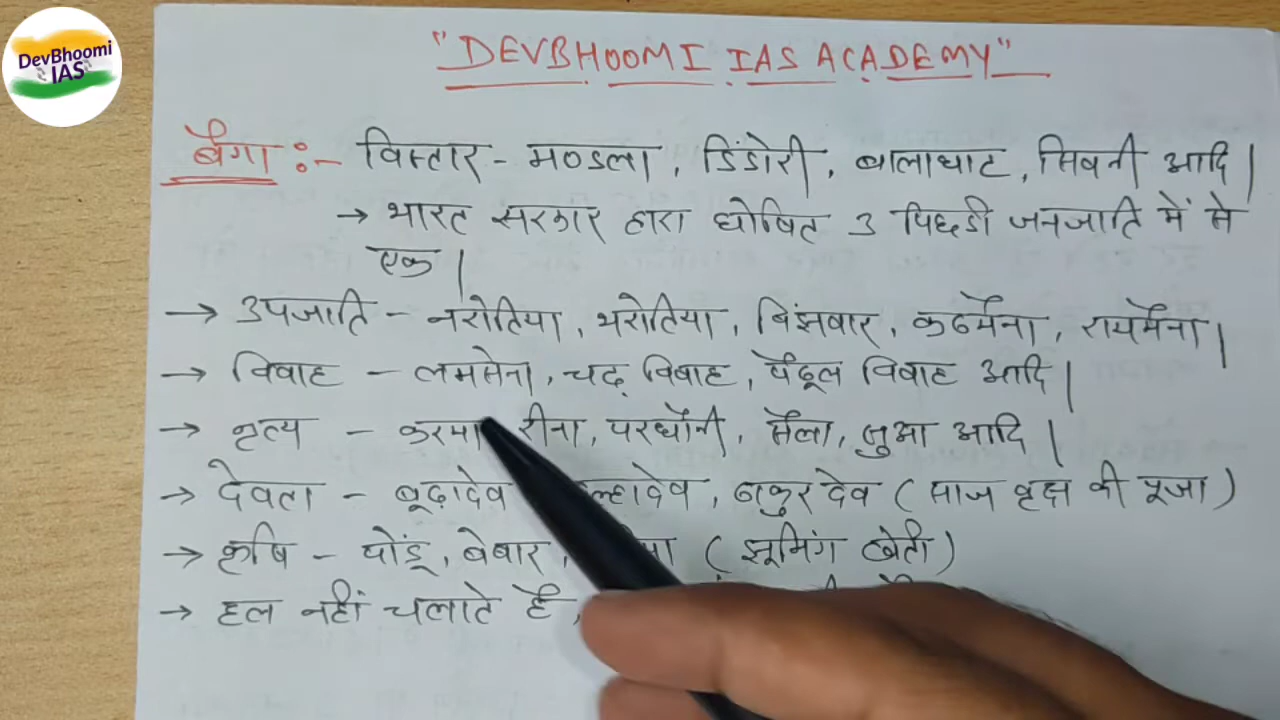 DevBhoomi
IAS
"DEVBHOOMI IAS ACADEMY"
बैगा :- विस्तार - मण्डला, डिंडोरी, बालाघाट, सिवनी आदि |
→ भारत सरकार द्वारा घोषित 3 पिछडी जनजाति में से
एक |
→ उपजाति - नरोतिया, भरोतिया, बिंझवार, कढमैना, रायमैना |
→ विवाह - लमसेना, चढ़ विवाह, पैढूल विवाह आदि |
→ नृत्य - करमा रीना, परधौनी, सैला, सुआ आदि |
→ देवता - बूढ़ादेव ल्हादेव, ठाकुर देव ( साज वृक्ष की पूजा )
→ कृषि - पोंडू, बेबार, ( झूमिंग खेती )
→ हल नहीं चलाते है,